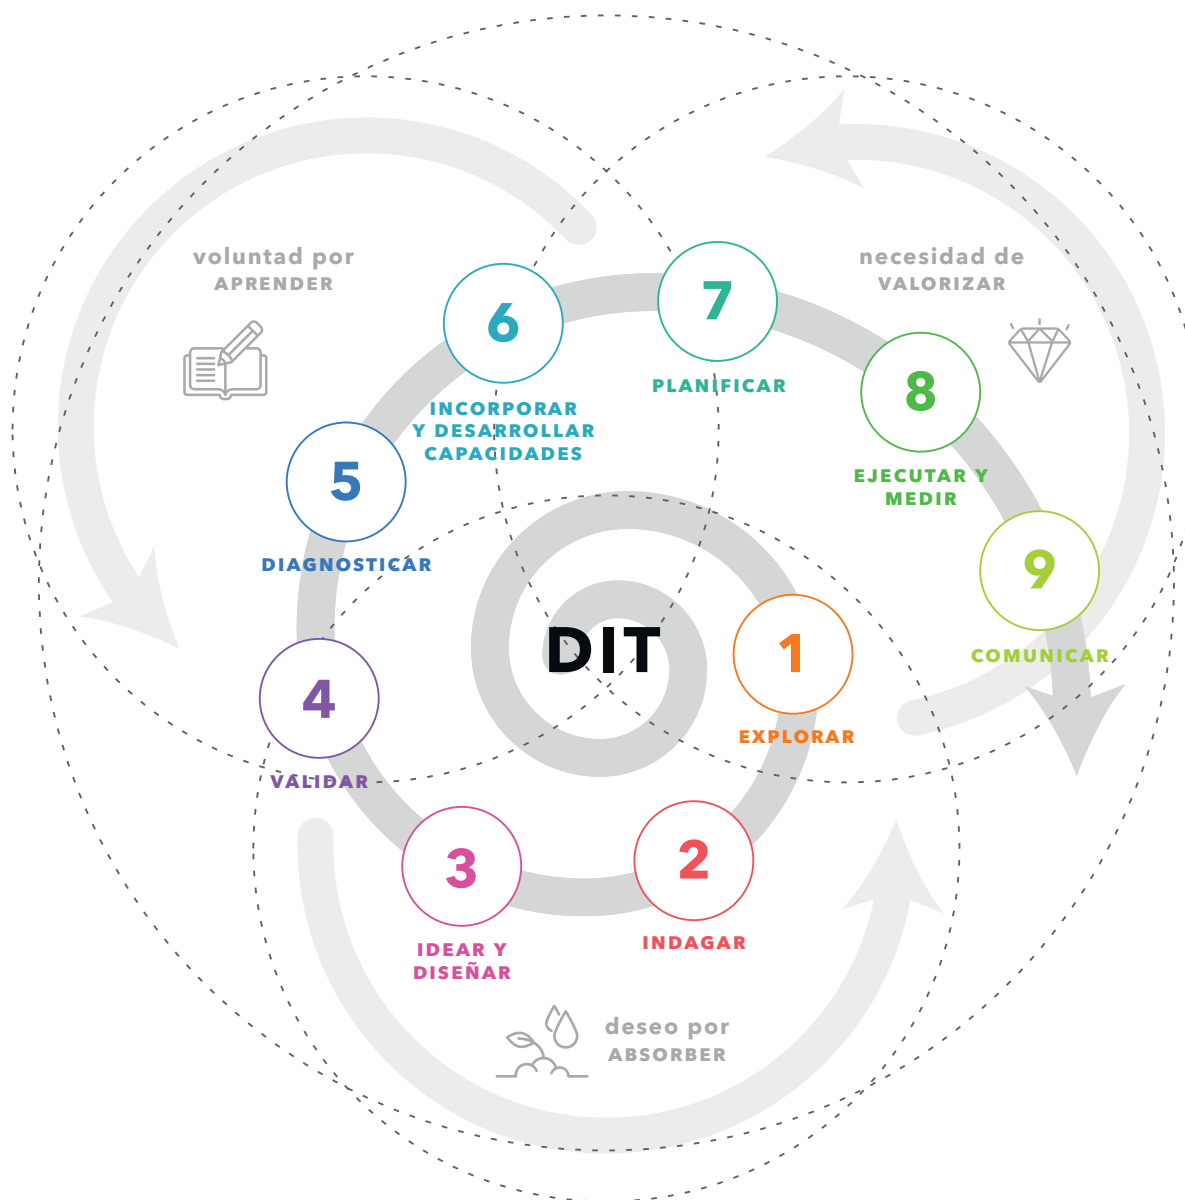 voluntad por
APRENDER
necesidad de
VALORIZAR
6
INCORPORAR
Y DESARROLLAR
CAPACIDADES
7
PLANIFICAR
8
EJECUTAR Y
MEDIR
5
DIAGNOSTICAR
9
COMUNICAR
DIT
1
EXPLORAR
4
VALIDAR
3
IDEAR Y
DISEÑAR
2
INDAGAR
deseo por
ABSORBER